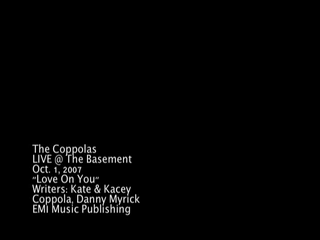 The Coppolas
LIVE @ The Basement
Oct. 1, 2007
"Love On You"
Writers: Kate & Kacey
Coppola, Danny Myrick
EMI Music Publishing